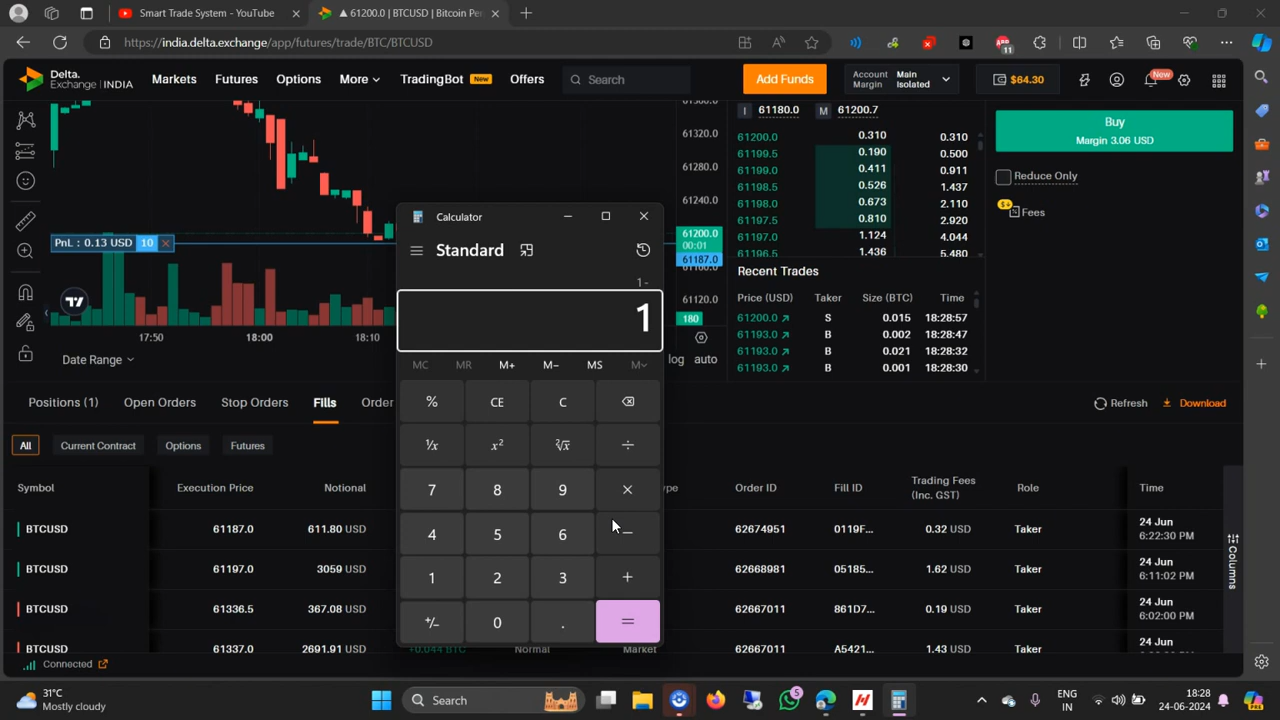 Smart Trade System - YouTube
▲ 61200.0 | BTCUSD | Bitcoin Per
https://india.delta.exchange/app/futures/trade/BTC/BTCUSD
11
Delta.
Exchange INDIA
Markets
Futures
Options
More
TradingBot New
Offers
Search
Add Funds
Account Main
Margin Isolated
$64.30
New
61320.0
61280.0
61240.0
61200.0
00:01
61187.0
61120.0
180
I 61180.0 M 61200.7
61200.0 0.310 0.310
61199.5 0.190 0.500
61199.0 0.411 0.911
61198.5 0.526 1.437
61198.0 0.673 2.110
61197.5 0.810 2.920
61197.0 1.124 4.044
61196.5 1.436 5.480
Recent Trades
Price (USD) Taker Size (BTC) Time
61200.0 S 0.015 18:28:57
61193.0 B 0.002 18:28:47
61193.0 B 0.021 18:28:32
61193.0 B 0.001 18:28:30
Buy
Margin 3.06 USD
Reduce Only
Fees
PnL : 0.13 USD 10
17:50
18:00
18:10
Date Range
log auto
Calculator
Standard
1 -
1
MC MR M+ M− MS M
% CE C
¹/x x² ²√x ÷
7 8 9 ×
4 5 6 −
1 2 3 +
+/− 0 . =
Positions (1)
Open Orders
Stop Orders
Fills
Order
Refresh
Download
All
Current Contract
Options
Futures
Symbol Execution Price Notional ype Order ID Trading Fees (Inc. GST) Fill ID Role Time
BTCUSD 61187.0 611.80 USD 62674951 0119F... 0.32 USD Taker 24 Jun 6:22:30 PM
BTCUSD 61197.0 3059 USD 62668981 05185... 1.62 USD Taker 24 Jun 6:11:02 PM
BTCUSD 61336.5 367.08 USD 62667011 861D7... 0.19 USD Taker 24 Jun 6:02:00 PM
BTCUSD 61337.0 2691.91 USD +0.044 BTC Normal Market 62667011 A5421... 1.43 USD Taker 24 Jun
Columns
Connected
31°C
Mostly cloudy
Search
5
ENG
IN
18:28
24-06-2024